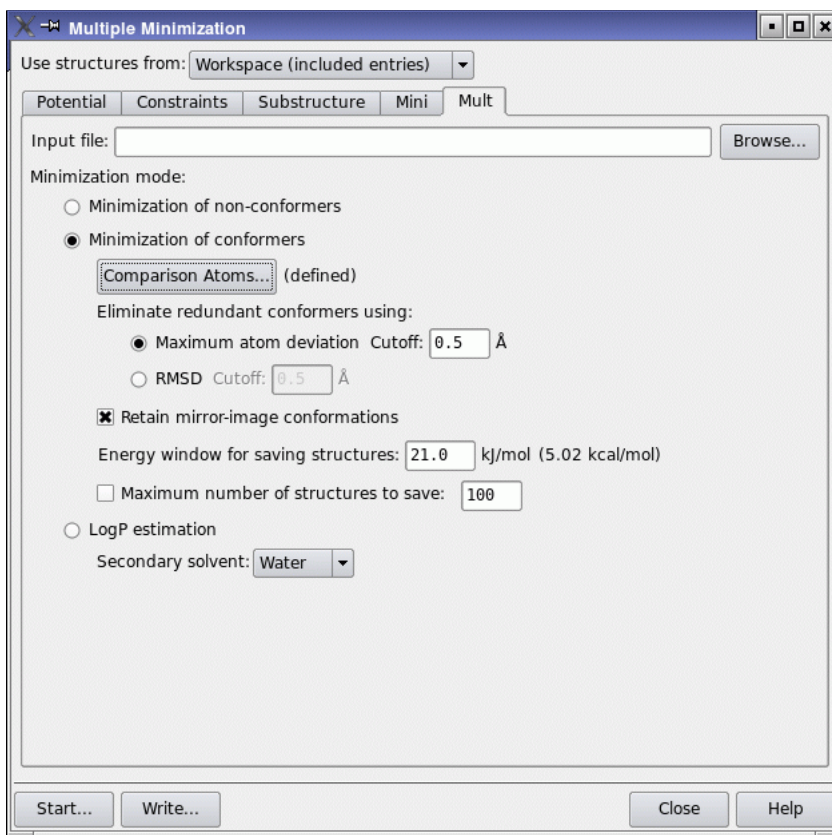 Multiple Minimization
Use structures from: Workspace (included entries)
Potential Constraints Substructure Mini Mult
Input file: Browse...
Minimization mode:
Minimization of non-conformers
Minimization of conformers
Comparison Atoms... (defined)
Eliminate redundant conformers using:
Maximum atom deviation Cutoff: 0.5 Å
RMSD Cutoff: 0.5 Å
Retain mirror-image conformations
Energy window for saving structures: 21.0 kJ/mol (5.02 kcal/mol)
Maximum number of structures to save: 100
LogP estimation
Secondary solvent: Water
Start... Write... Close Help